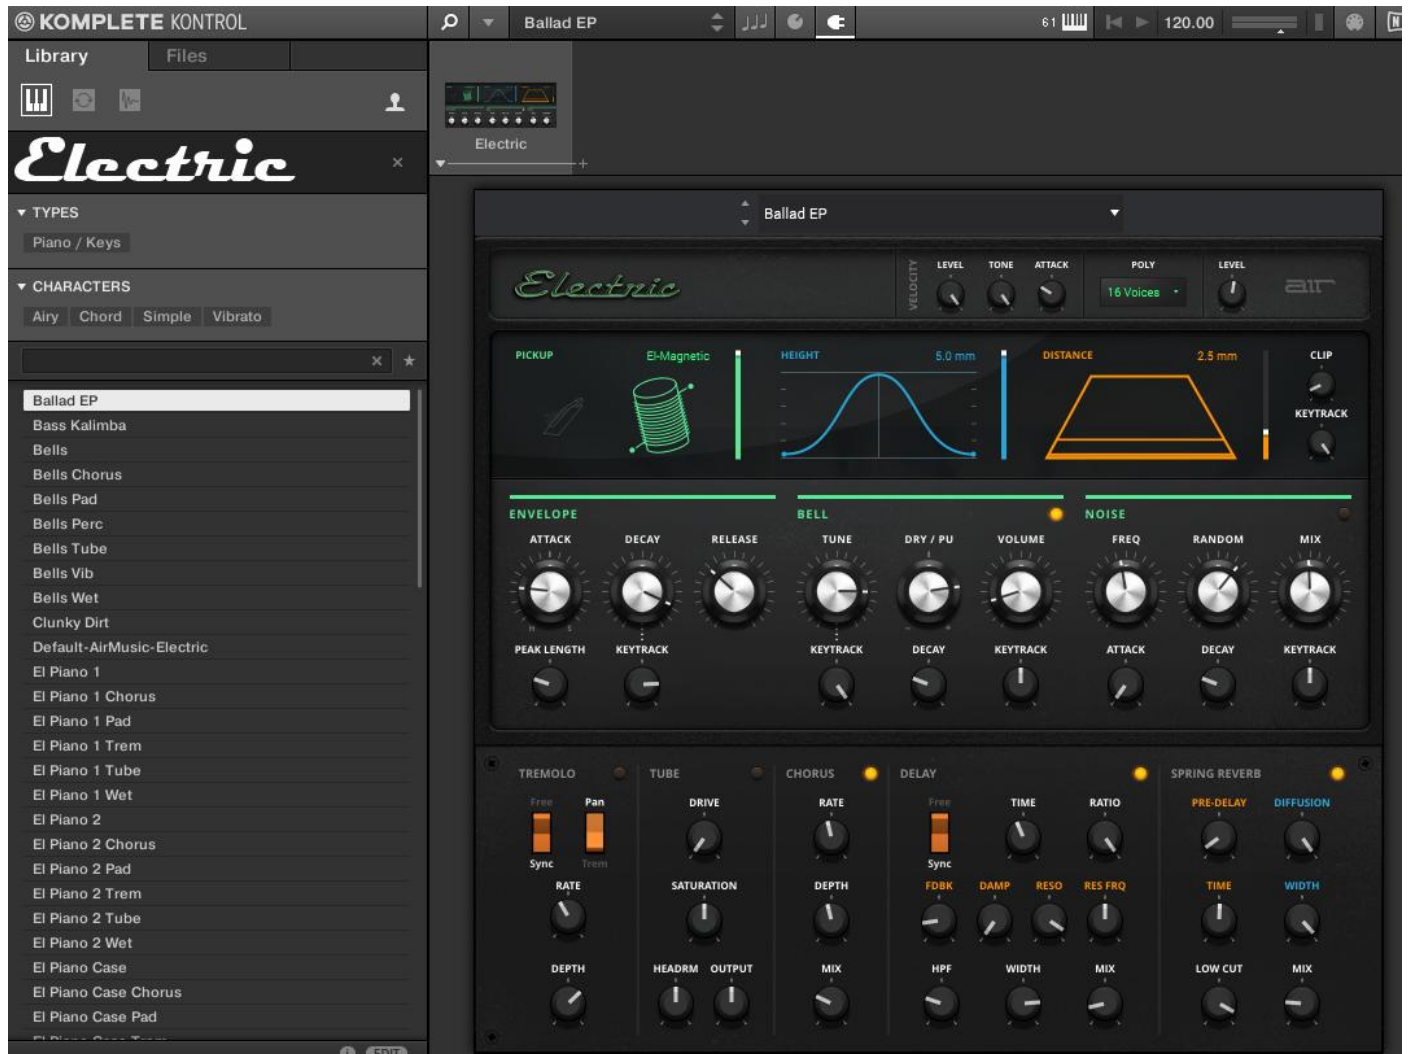 KOMPLETE KONTROL
Ballad EP
61
120.00
Library
Files
Electric
× 
TYPES
Piano / Keys
CHARACTERS
Airy
Chord
Simple
Vibrato
Ballad EP
Bass Kalimba
Bells
Bells Chorus
Bells Pad
Bells Perc
Bells Tube
Bells Vib
Bells Wet
Clunky Dirt
Default-AirMusic-Electric
El Piano 1
El Piano 1 Chorus
El Piano 1 Pad
El Piano 1 Trem
El Piano 1 Tube
El Piano 1 Wet
El Piano 2
El Piano 2 Chorus
El Piano 2 Pad
El Piano 2 Trem
El Piano 2 Tube
El Piano 2 Wet
El Piano Case
El Piano Case Chorus
El Piano Case Pad
El Piano Case Trem
EDIT
Electric
Ballad EP
Electric
VELOCITY
LEVEL TONE ATTACK
POLY
16 Voices
LEVEL
air
PICKUP El-Magnetic
HEIGHT 5.0 mm
DISTANCE 2.5 mm
CLIP
KEYTRACK
ENVELOPE
BELL
NOISE
ATTACK DECAY RELEASE TUNE DRY / PU VOLUME FREQ RANDOM MIX
H S - +
PEAK LENGTH KEYTRACK KEYTRACK DECAY KEYTRACK ATTACK DECAY KEYTRACK
TREMOLO TUBE CHORUS DELAY SPRING REVERB
Free Pan DRIVE RATE Free TIME RATIO PRE-DELAY DIFFUSION
Sync Trem Sync
RATE SATURATION DEPTH FDBK DAMP RESO RES FRQ TIME WIDTH
DEPTH HEADRM OUTPUT MIX HPF WIDTH MIX LOW CUT MIX